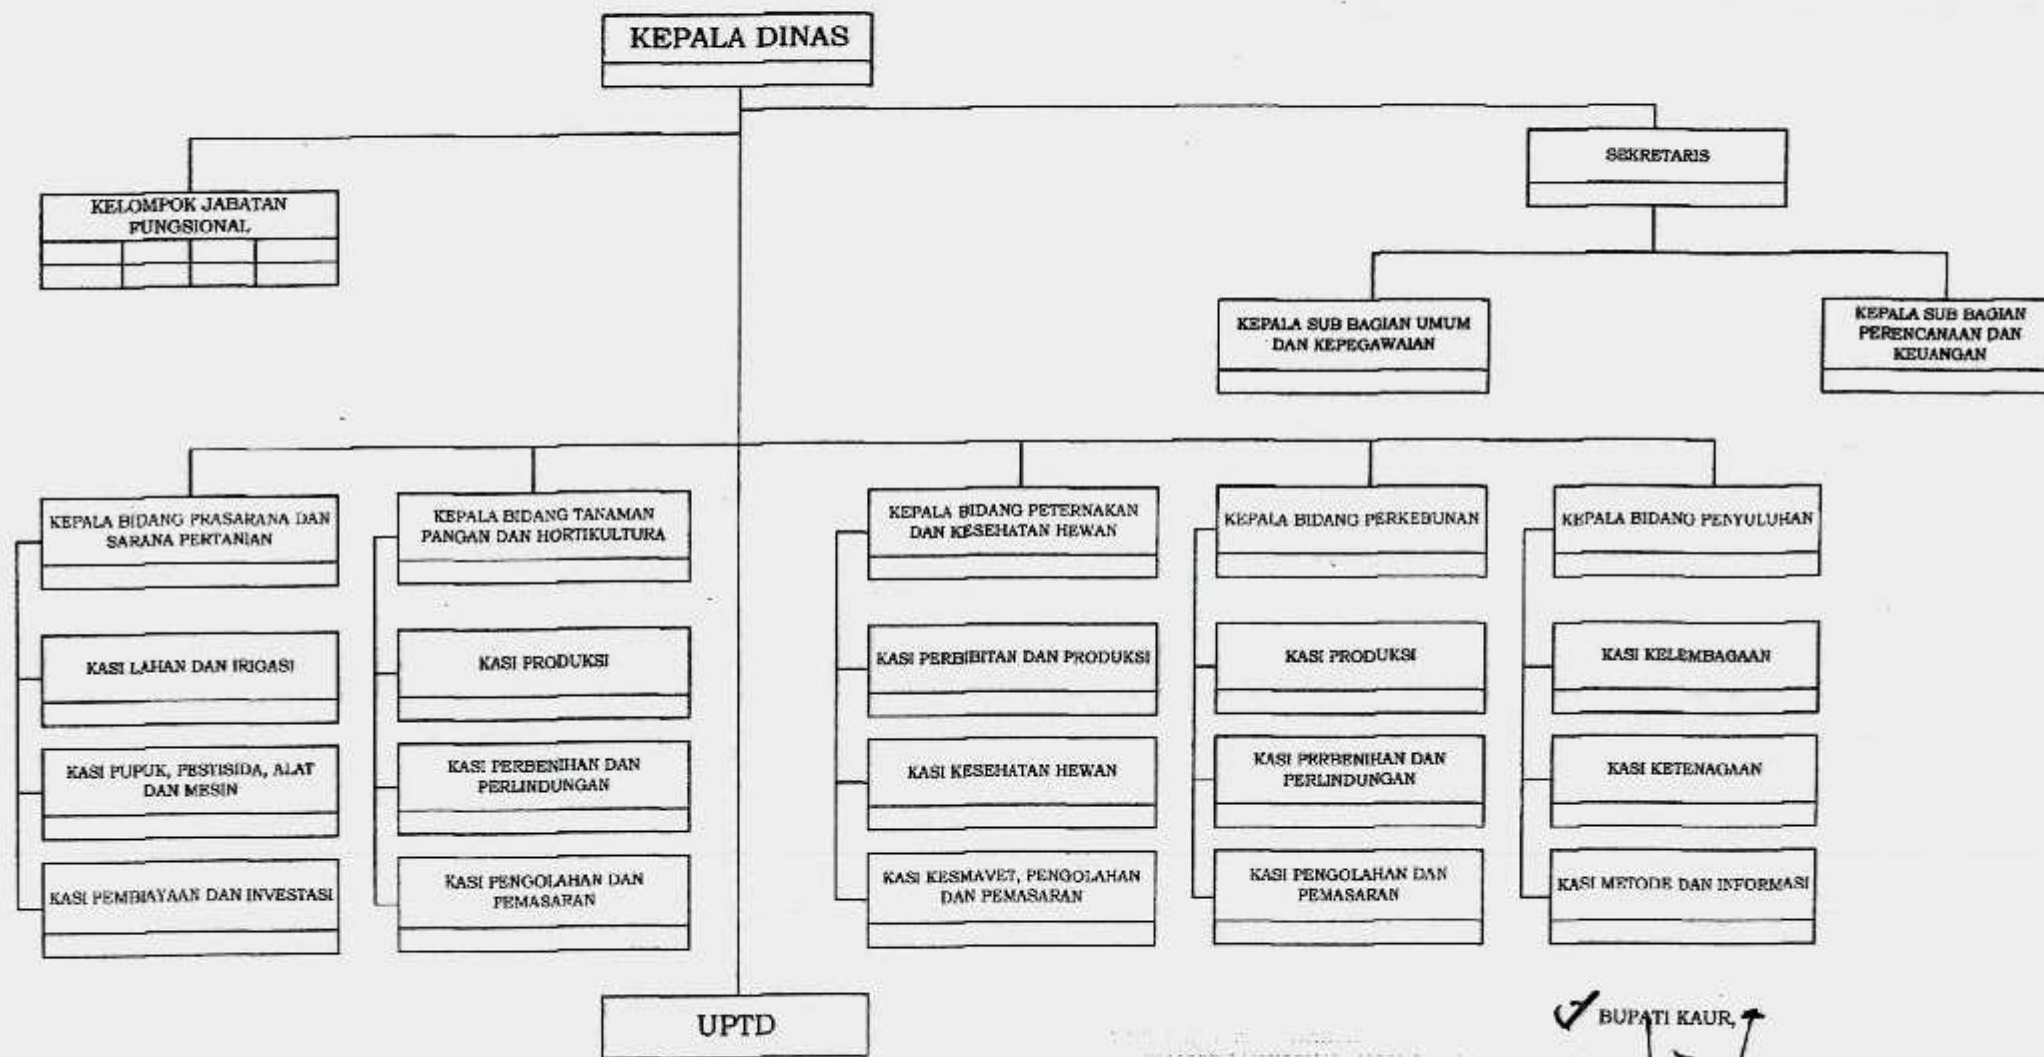 KEPALA DINAS
SEKRETARIS
KELOMPOK JABATAN
FUNGSIONAL
KEPALA SUB BAGIAN UMUM
DAN KEPEGAWAIAN
KEPALA SUB BAGIAN
PERENCANAAN DAN
KEUANGAN
KEPALA BIDANG PRASARANA DAN
SARANA PERTANIAN
KEPALA BIDANG TANAMAN
PANGAN DAN HORTIKULTURA
KEPALA BIDANG PETERNAKAN
DAN KESEHATAN HEWAN
KEPALA BIDANG PERKEBUNAN
KEPALA BIDANG PENYULUHAN
KASI LAHAN DAN IRIGASI
KASI PRODUKSI
KASI PERBIBITAN DAN PRODUKSI
KASI PRODUKSI
KASI KELEMBAGAAN
KASI PUPUK, PESTISIDA, ALAT
DAN MESIN
KASI PERBENIHAN DAN
PERLINDUNGAN
KASI KESEHATAN HEWAN
KASI PERBENIHAN DAN
PERLINDUNGAN
KASI KETENAGAAN
KASI PEMBIAYAAN DAN INVESTASI
KASI PENGOLAHAN DAN
PEMASARAN
KASI KESMAVET, PENGOLAHAN
DAN PEMASARAN
KASI PENGOLAHAN DAN
PEMASARAN
KASI METODE DAN INFORMASI
UPTD
BUPATI KAUR,